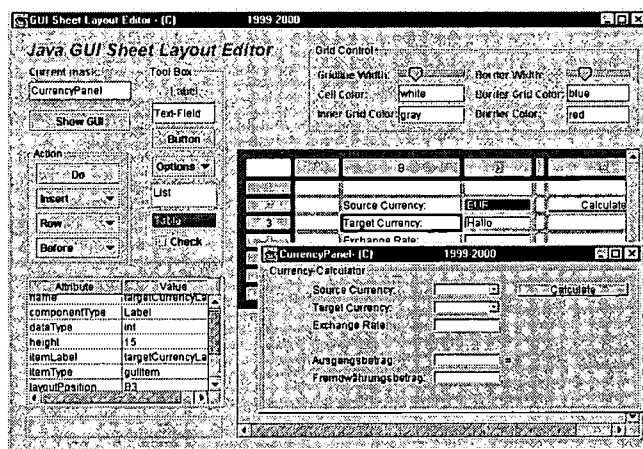 GUI Sheet Layout Editor - (C) 1999-2000
Java GUI Sheet Layout Editor
Current mask:
CurrencyPanel
Show GUI
Tool Box
Label
Text-Field
Button
Options
List
Table
Check
Action
Do
Insert
Row
Before
Grid Control
Gridline Width:
Border Width:
Cell Color: white
Border Grid Color: blue
Inner Grid Color: gray
Border Color: red
B
Source Currency: EUR Calculate
3 Target Currency: Hallo
Exchange Rate:
Attribute Value
name targetCurrencyLa
componentType Label
dataType int
height 15
itemLabel targetCurrencyLa
itemType guiItem
layoutPosition B3
CurrencyPanel- (C) 1999-2000
Currency-Calculator
Source Currency: Calculate
Target Currency:
Exchange Rate:
Ausgangsbetrag: =
Fremdwährungsbetrag: